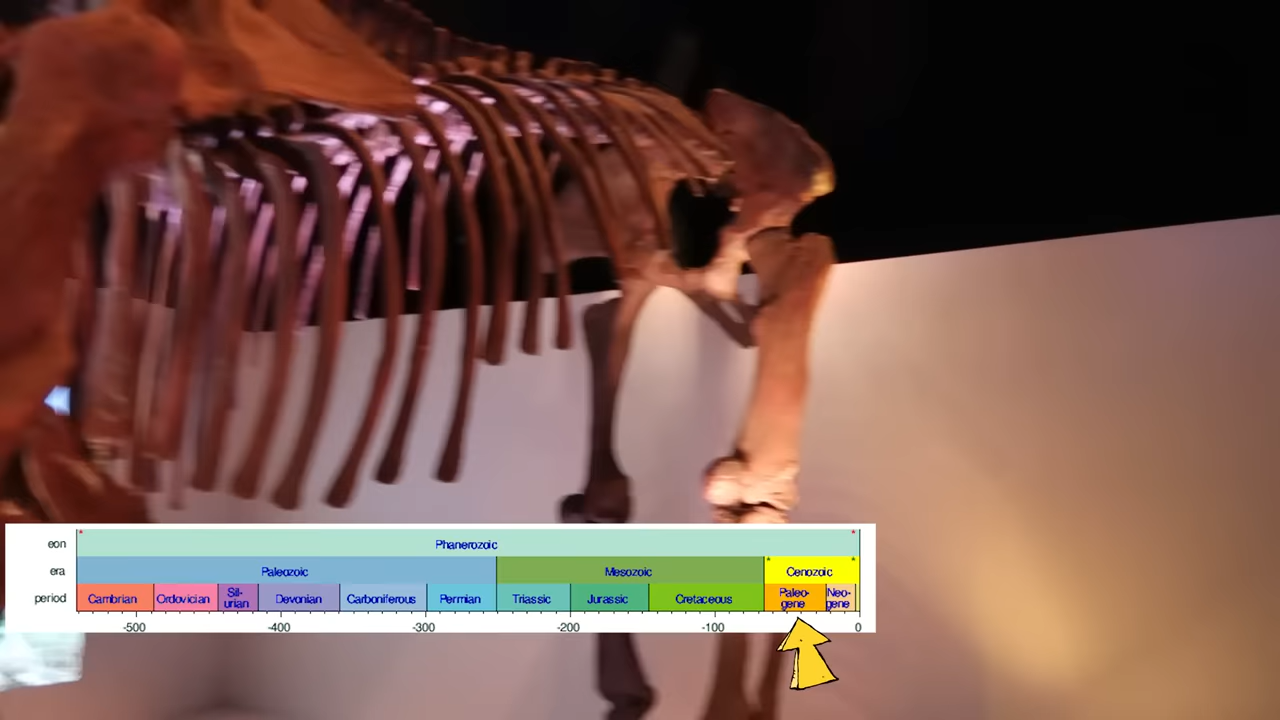 eon
Phanerozoic
era
Paleozoic
Mesozoic
Cenozoic
period
Cambrian
Ordovician
Sil-
urian
Devonian
Carboniferous
Permian
Triassic
Jurassic
Cretaceous
Paleo-
gene
Neo-
gene
-500
-400
-300
-200
-100
0